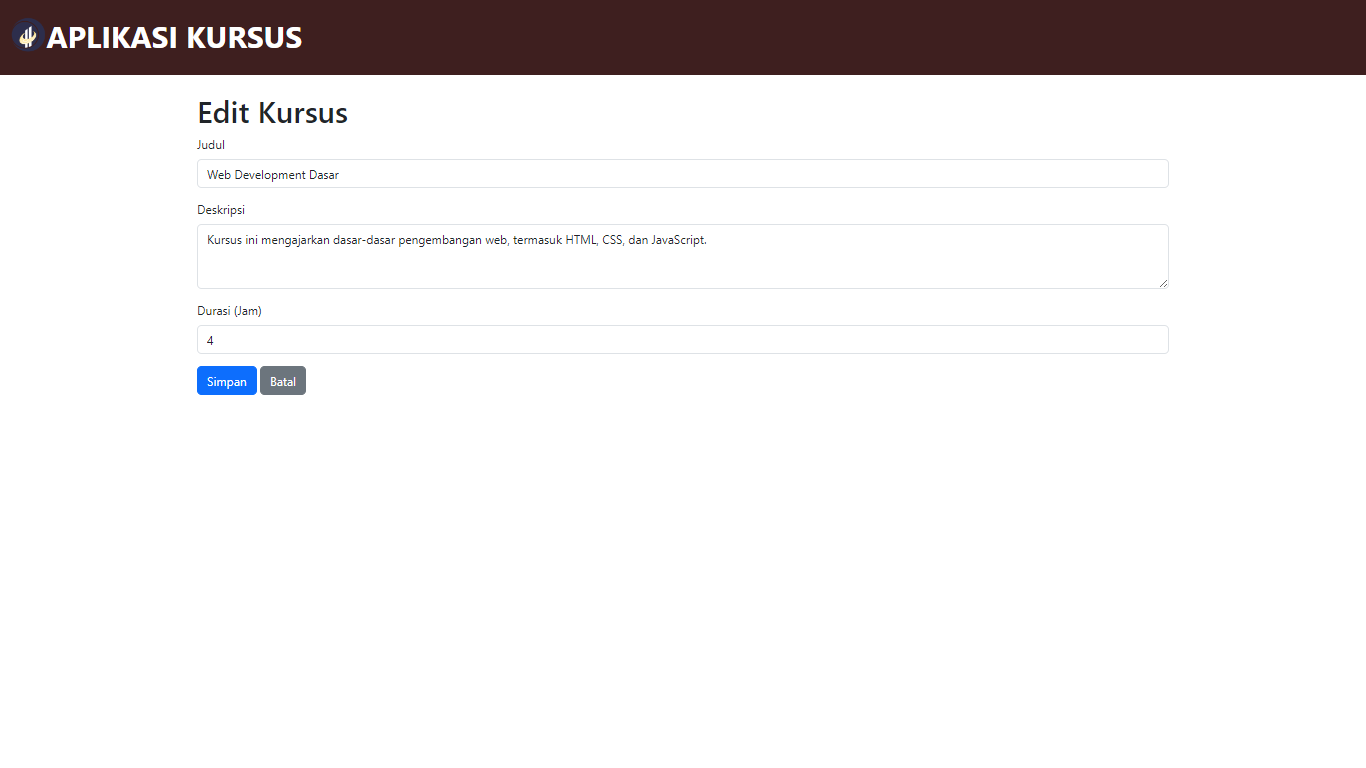 APLIKASI KURSUS
Edit Kursus
Judul
Web Development Dasar
Deskripsi
Kursus ini mengajarkan dasar-dasar pengembangan web, termasuk HTML, CSS, dan JavaScript.
Durasi (Jam)
4
Simpan Batal